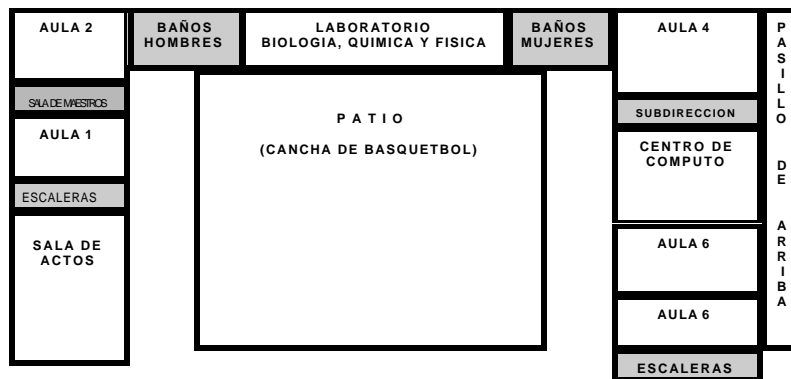 AULA 2
BAÑOS
HOMBRES
LABORATORIO
BIOLOGIA, QUIMICA Y FISICA
BAÑOS
MUJERES
AULA 4
PASILLO DE ARRIBA
SALA DE MAESTROS
PATIO
(CANCHA DE BASQUETBOL)
SUBDIRECCION
AULA 1
CENTRO DE
COMPUTO
ESCALERAS
SALA DE
ACTOS
AULA 6
AULA 6
ESCALERAS